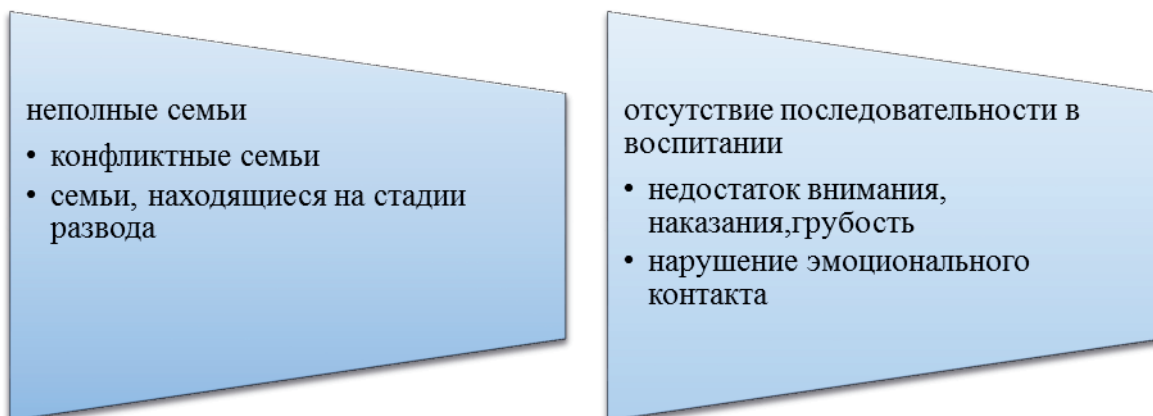 неполные семьи
• конфликтные семьи
• семьи, находящиеся на стадии
развода
отсутствие последовательности в
воспитании
• недостаток внимания,
наказания,грубость
• нарушение эмоционального
контакта